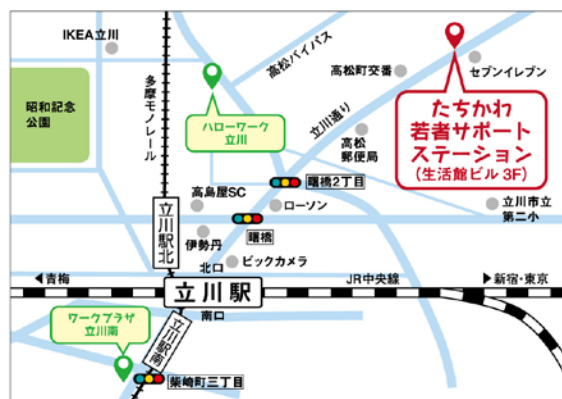 IKEA立川
高松バイパス
高松町交番
セブンイレブン
昭和記念
公園
多摩モノレール
ハローワーク
立川
立川通り
たちかわ
若者サポート
ステーション
(生活館ビル 3F)
高松
郵便局
曙橋2丁目
高島屋SC
ローソン
立川市立
第二小
立川駅北
曙橋
伊勢丹
北口
ビックカメラ
青梅
立川駅
JR中央線
新宿・東京
南口
ワークプラザ
立川南
立川駅南
柴崎町三丁目